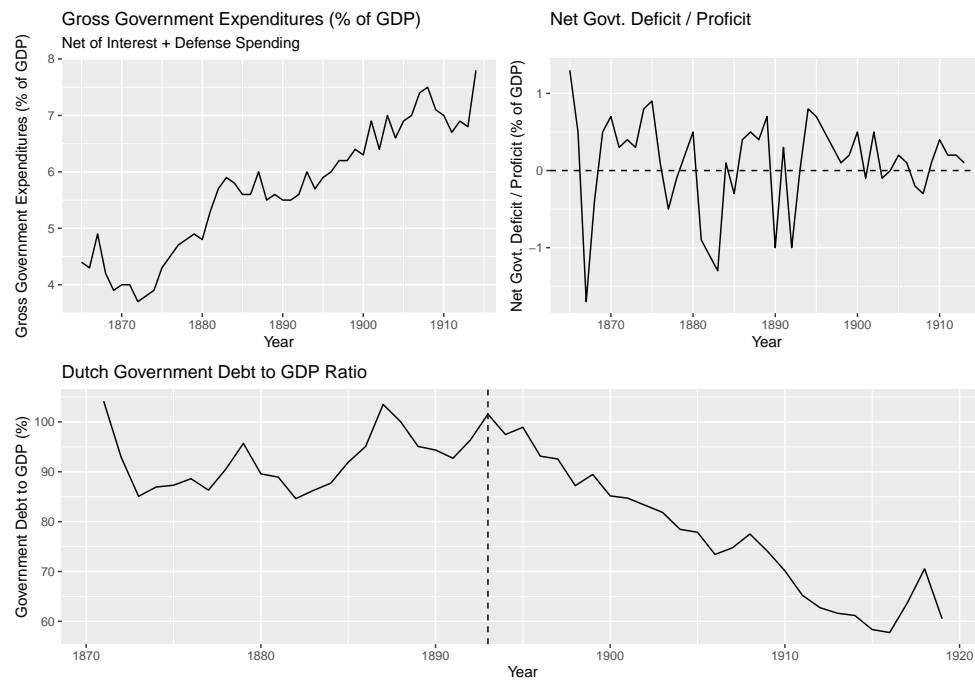 Gross Government Expenditures (% of GDP)
Net of Interest + Defense Spending
Gross Government Expenditures (% of GDP)
8
7
6
5
4
1870 1880 1890 1900 1910
Year
Net Govt. Deficit / Proficit
Net Govt. Deficit / Proficit (% of GDP)
1
0
−1
1870 1880 1890 1900 1910
Year
Dutch Government Debt to GDP Ratio
Government Debt to GDP (%)
100
90
80
70
60
1870 1880 1890 1900 1910 1920
Year